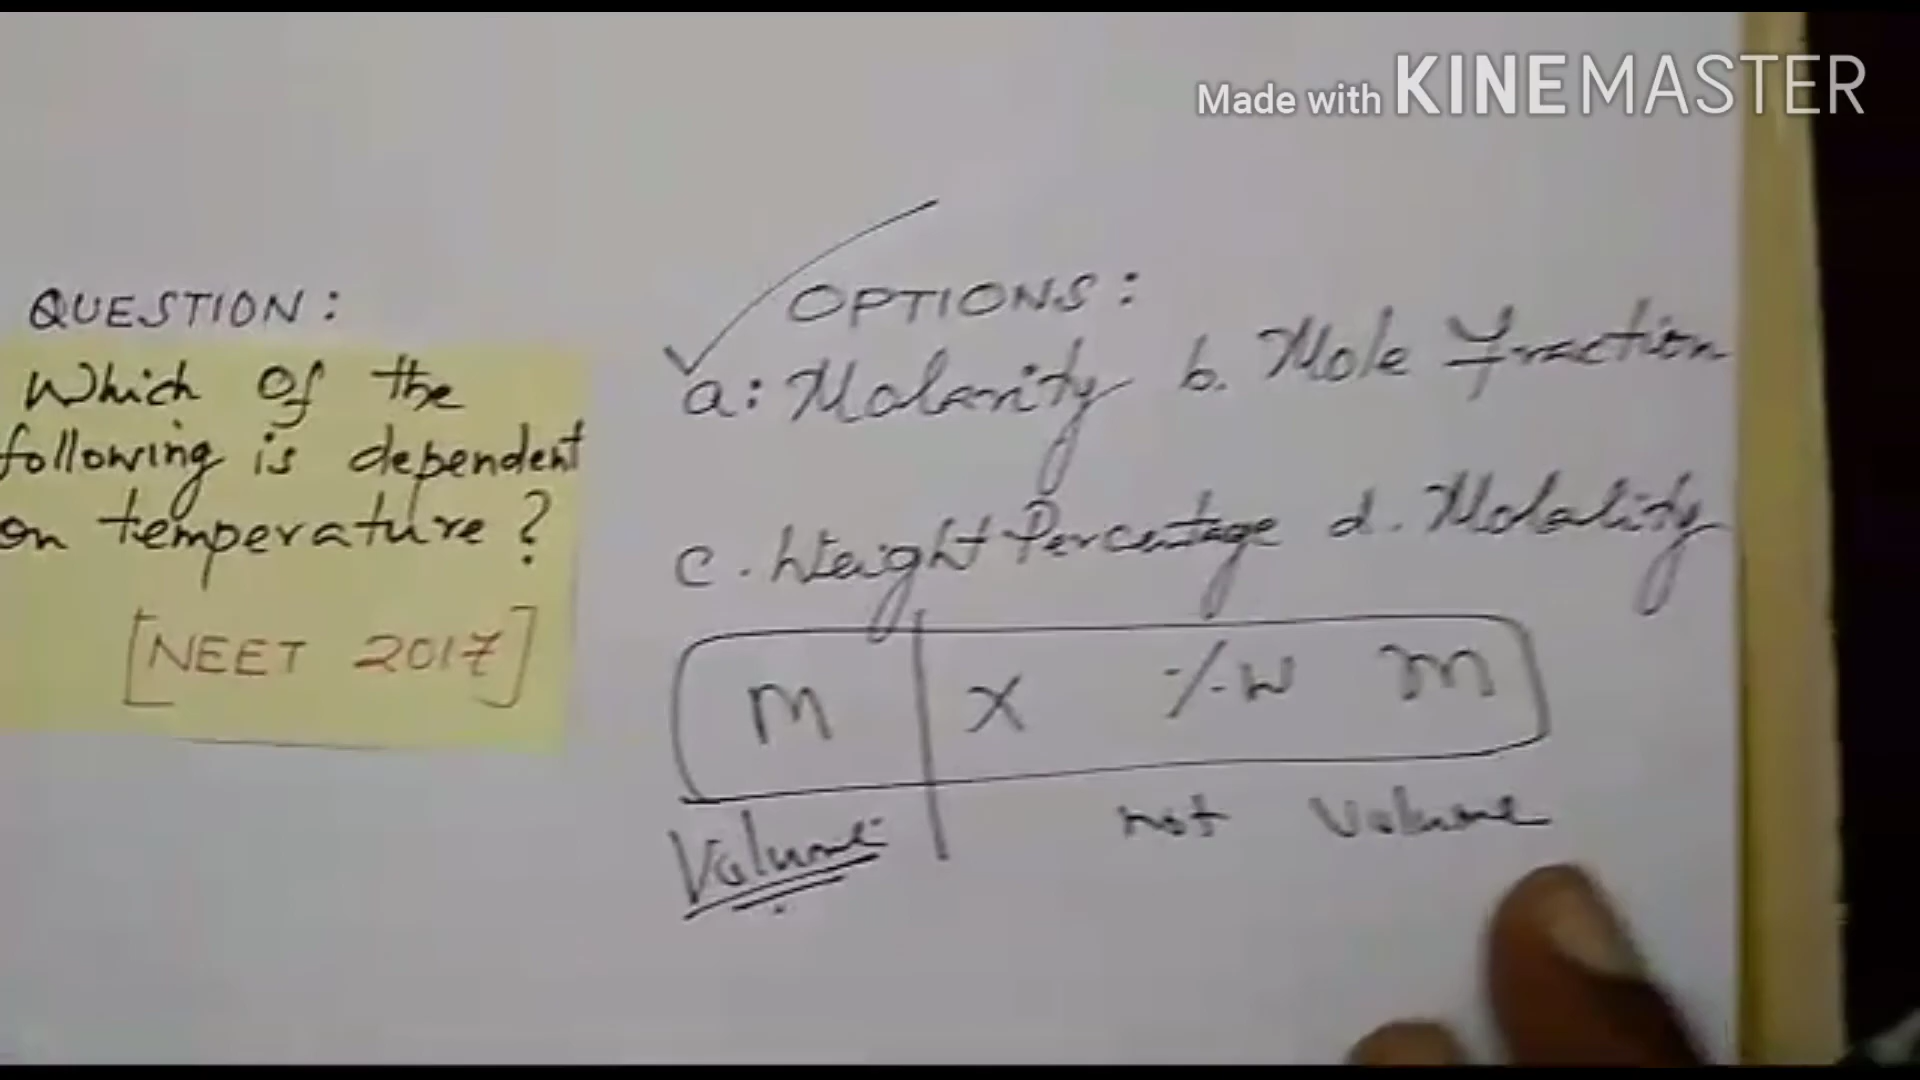 Made with KINEMASTER
QUESTION:
Which of the
following is dependent
on temperature?
[NEET 2017]
OPTIONS:
a: Molarity b. Mole fraction
c. Weight Percentage d. Molality
M X %w m
Volume not volume